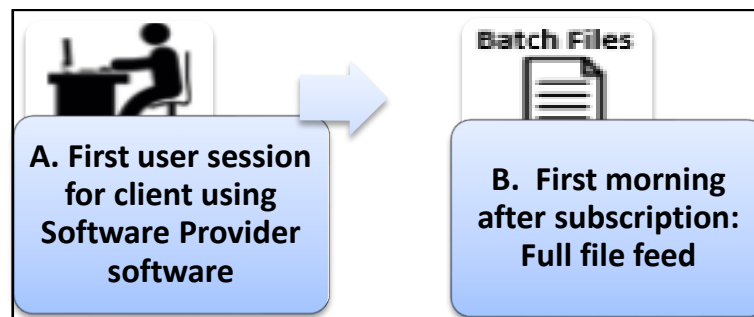 Batch Files
A. First user session
for client using
Software Provider
software
B. First morning
after subscription:
Full file feed